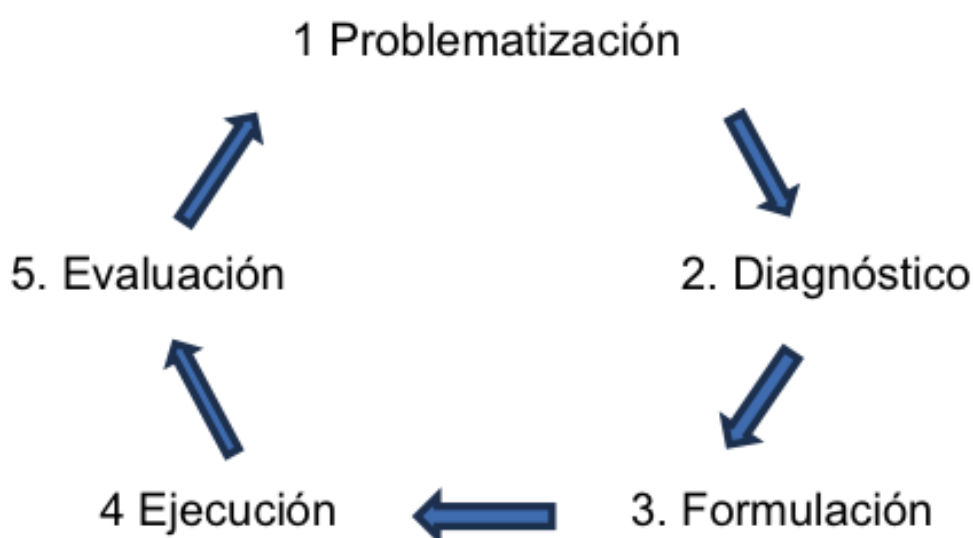 1 Problematización
2. Diagnóstico
3. Formulación
4 Ejecución
5. Evaluación